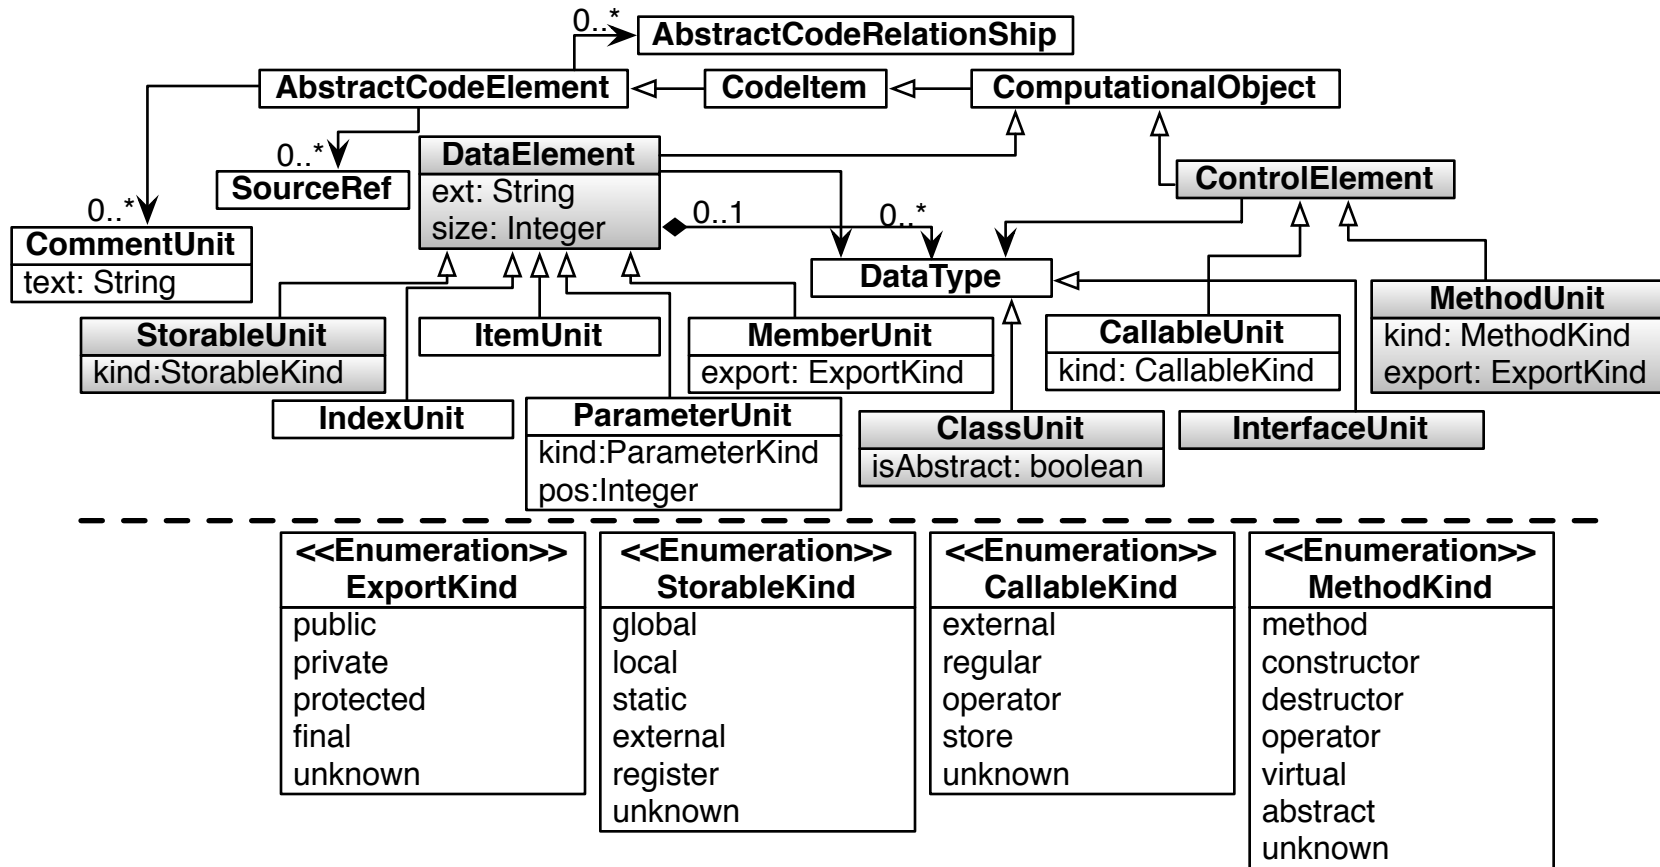 0..*
AbstractCodeRelationShip
AbstractCodeElement
CodeItem
ComputationalObject
0..*
SourceRef
DataElement
ext: String
size: Integer
0..1
0..*
ControlElement
0..*
CommentUnit
text: String
DataType
StorableUnit
kind:StorableKind
ItemUnit
MemberUnit
export: ExportKind
CallableUnit
kind: CallableKind
MethodUnit
kind: MethodKind
export: ExportKind
IndexUnit
ParameterUnit
kind:ParameterKind
pos:Integer
ClassUnit
isAbstract: boolean
InterfaceUnit
<<Enumeration>>
ExportKind
public
private
protected
final
unknown
<<Enumeration>>
StorableKind
global
local
static
external
register
unknown
<<Enumeration>>
CallableKind
external
regular
operator
store
unknown
<<Enumeration>>
MethodKind
method
constructor
destructor
operator
virtual
abstract
unknown